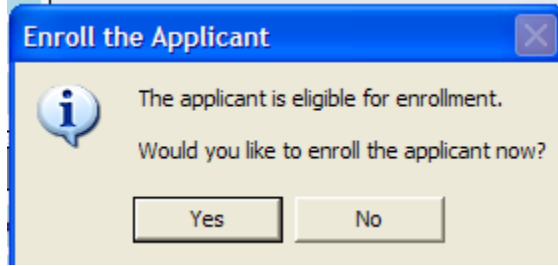 Enroll the Applicant
The applicant is eligible for enrollment.
Would you like to enroll the applicant now?
Yes No